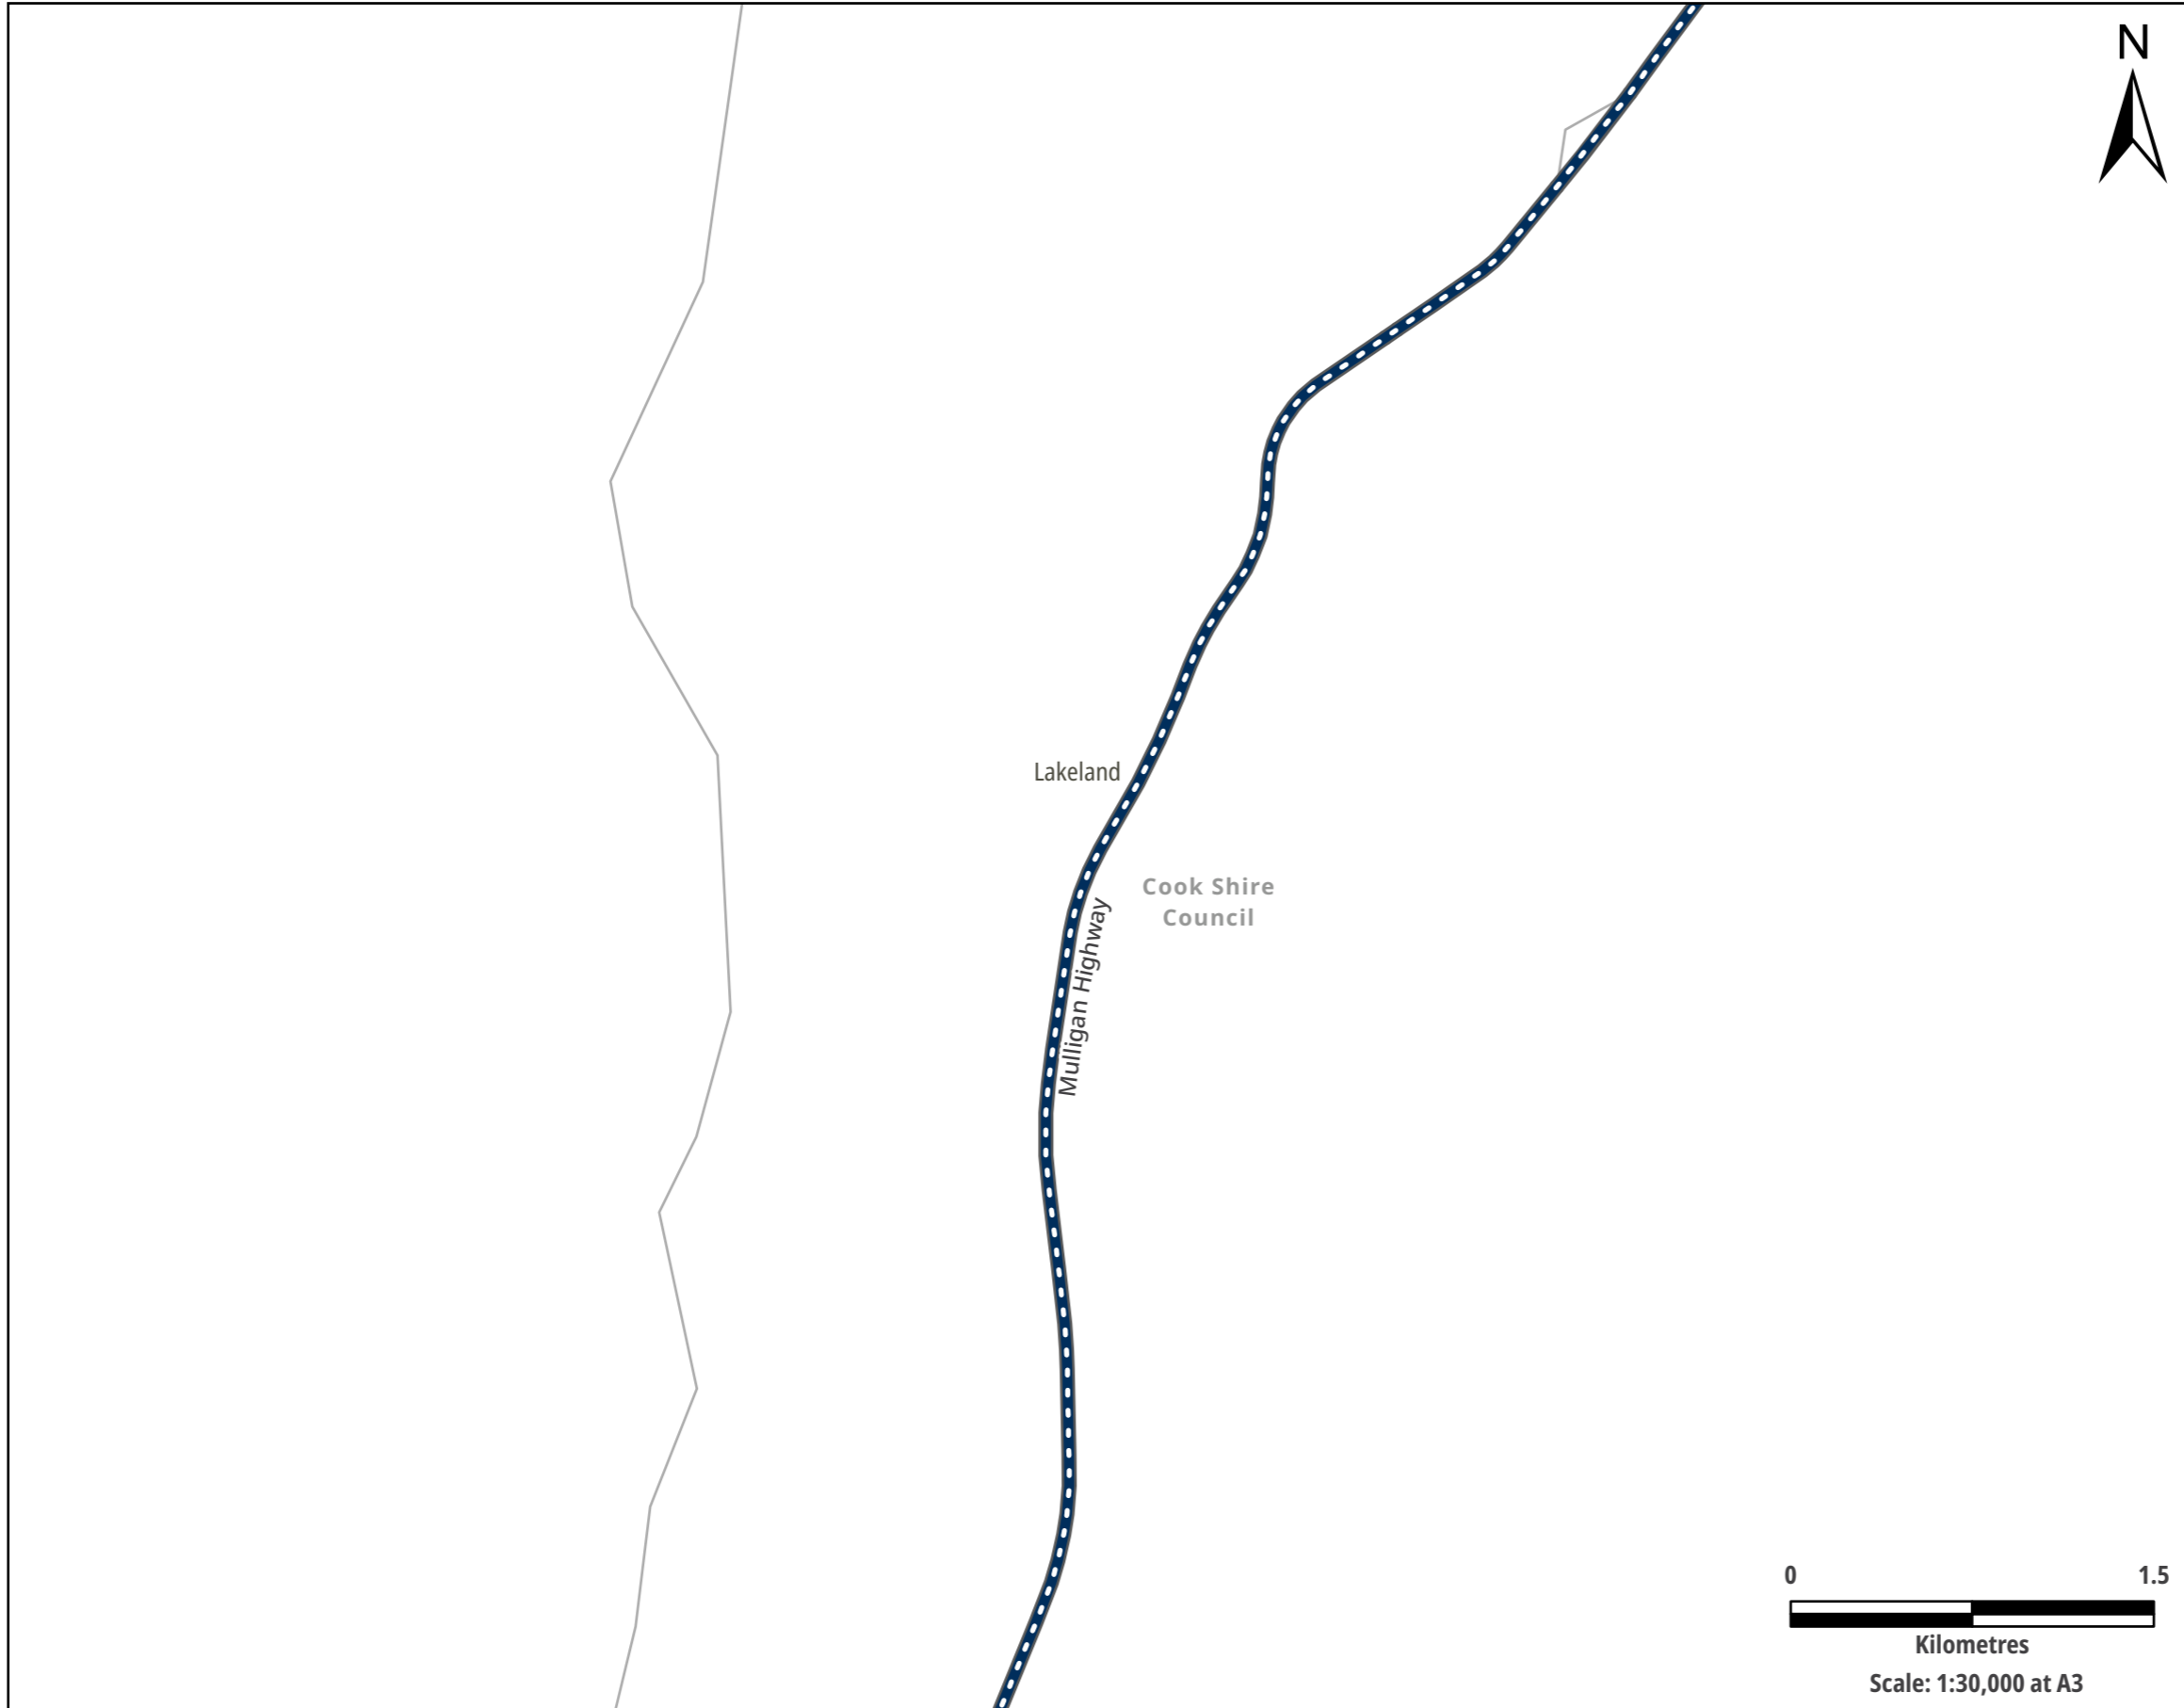 N
Lakeland
Cook Shire
Council
Mulligan Highway
0 1.5
Kilometres
Scale: 1:30,000 at A3